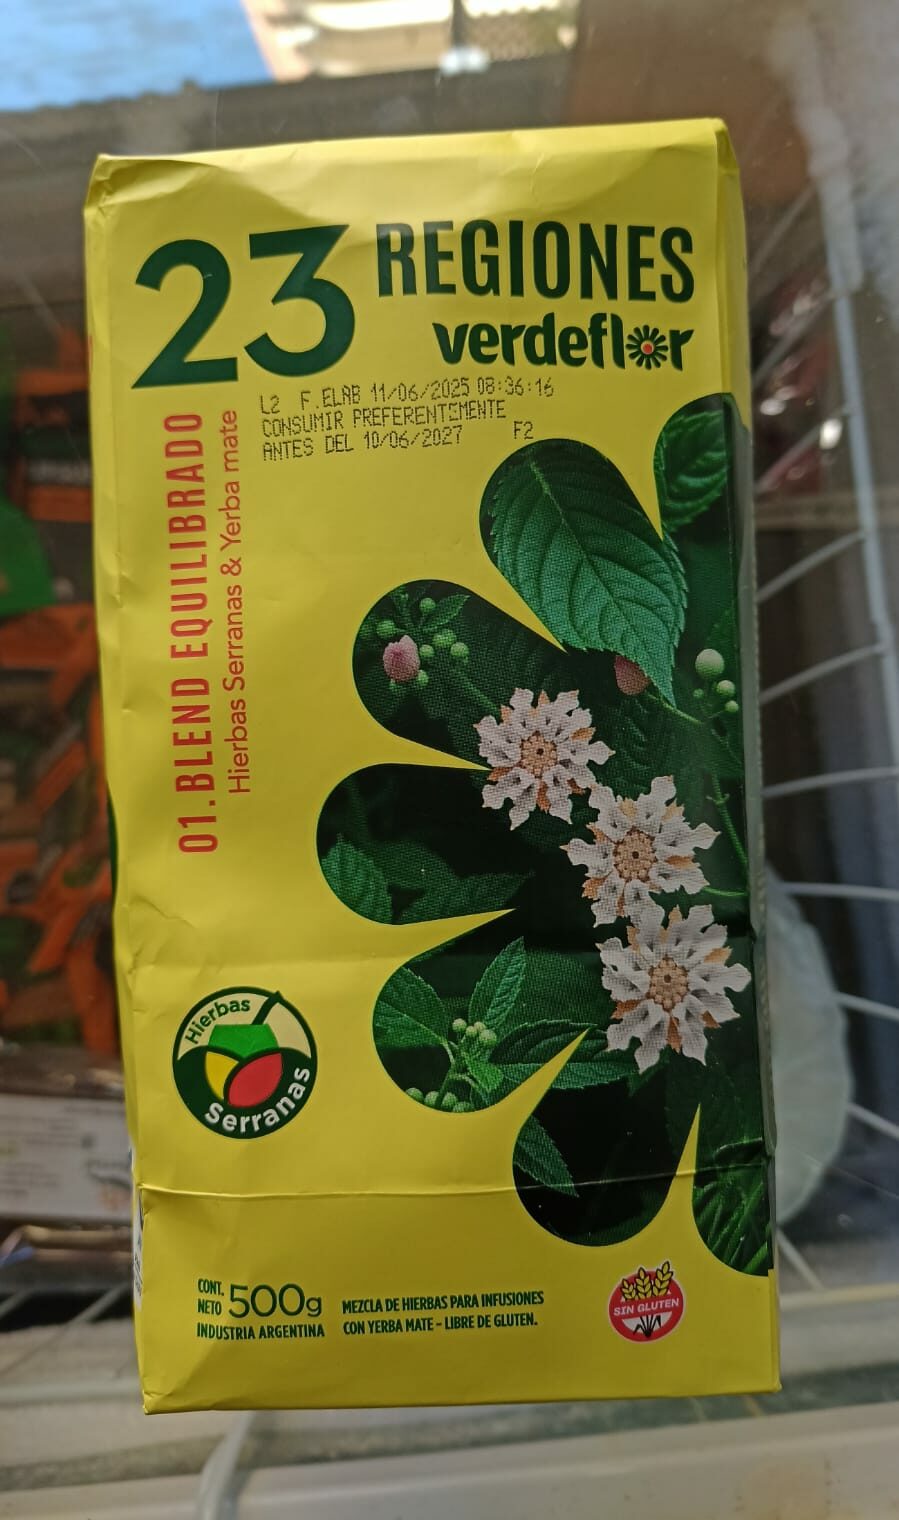 23 REGIONES
verdeflor
L2 F.ELAB 11/06/2025 08:36:16
CONSUMIR PREFERENTEMENTE
ANTES DEL 10/06/2027 F2
01. BLEND EQUILIBRADO
Hierbas Serranas & Yerba mate
Hierbas
Serranas
CONT.
NETO 500g
INDUSTRIA ARGENTINA
MEZCLA DE HIERBAS PARA INFUSIONES
CON YERBA MATE - LIBRE DE GLUTEN.
SIN GLUTEN